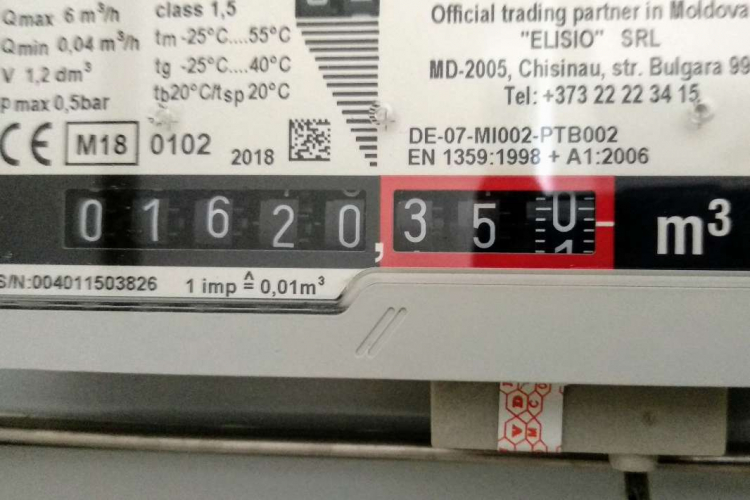 Qmax 6 m³/h
Qmin 0,04 m³/h
V 1,2 dm³
p max 0,5bar
class 1,5
tm -25°C....55°C
tg -25°C....40°C
tb20°C/tsp 20°C
Official trading partner in Moldova
"ELISIO" SRL
MD-2005, Chisinau, str. Bulgara 99
Tel: +373 22 22 34 15
CE M18 0102 2018
DE-07-MI002-PTB002
EN 1359:1998 + A1:2006
01620,350 m³
S/N:004011503826 1 imp ≙ 0,01m³